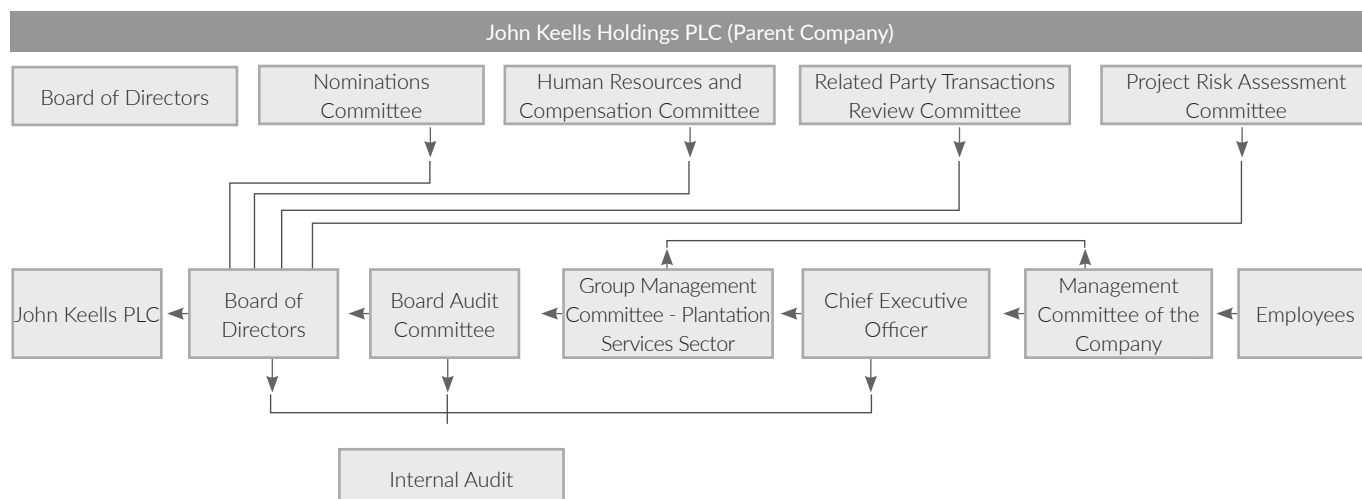 John Keells Holdings PLC (Parent Company)
Board of Directors
Nominations
Committee
Human Resources and
Compensation Committee
Related Party Transactions
Review Committee
Project Risk Assessment
Committee
John Keells PLC
Board of
Directors
Board Audit
Committee
Group Management
Committee - Plantation
Services Sector
Chief Executive
Officer
Management
Committee of the
Company
Employees
Internal Audit